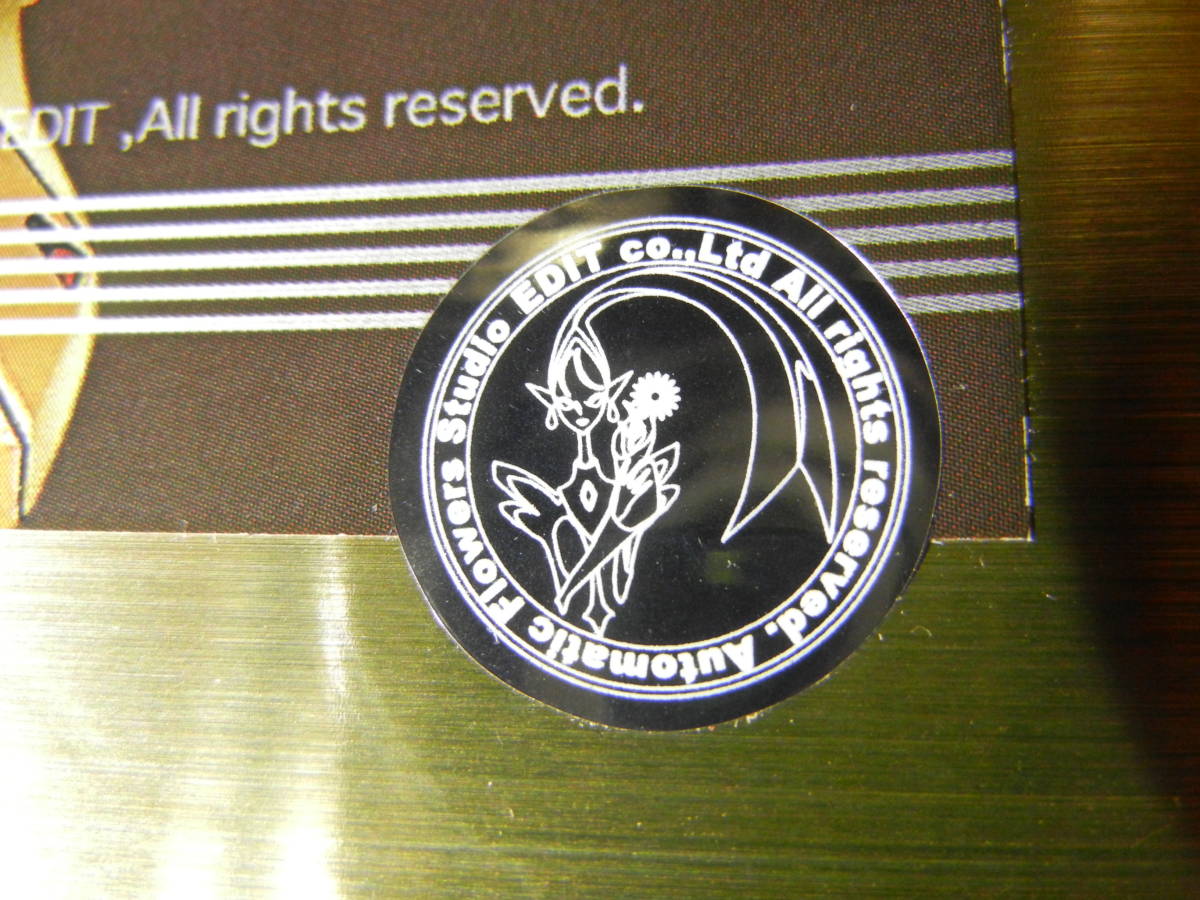 EDIT ,All rights reserved.
Automatic Flowers Studio EDIT co.,Ltd All rights reserved.